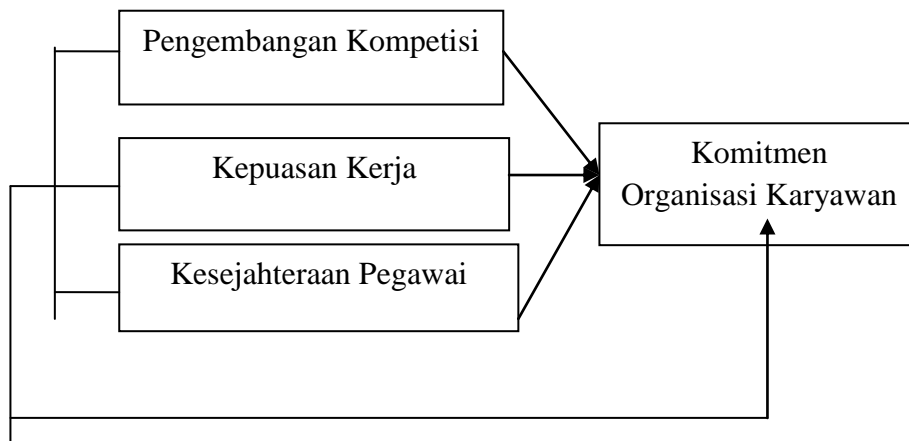 Pengembangan Kompetisi
Kepuasan Kerja
Kesejahteraan Pegawai
Komitmen
Organisasi Karyawan